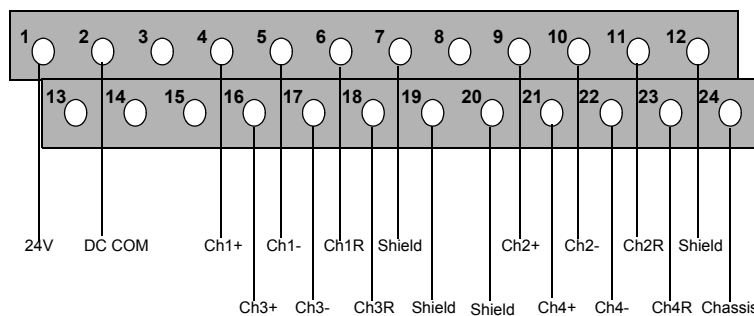 1 2 3 4 5 6 7 8 9 10 11 12
13 14 15 16 17 18 19 20 21 22 23 24
24V DC COM Ch1+ Ch1- Ch1R Shield Ch2+ Ch2- Ch2R Shield
Ch3+ Ch3- Ch3R Shield Shield Ch4+ Ch4- Ch4R Chassis